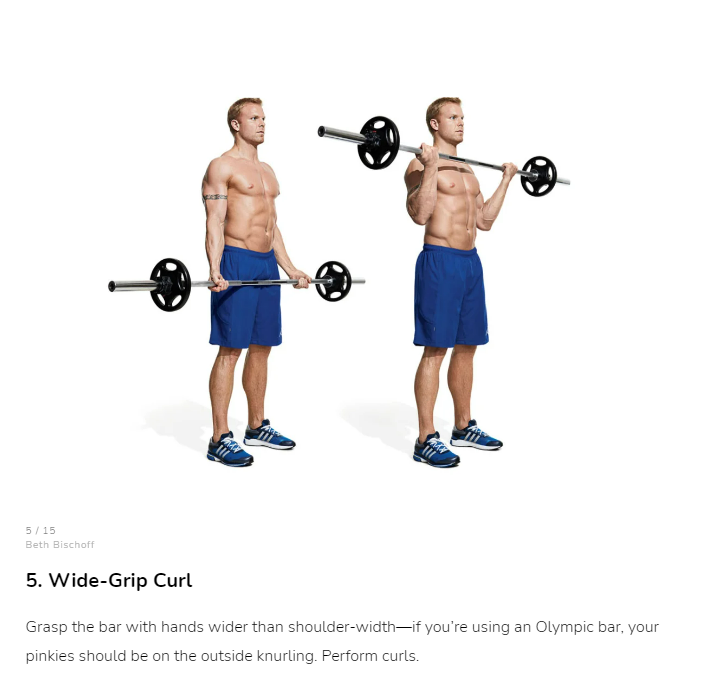 5 / 15
Beth Bischoff
5. Wide-Grip Curl
Grasp the bar with hands wider than shoulder-width—if you're using an Olympic bar, your
pinkies should be on the outside knurling. Perform curls.